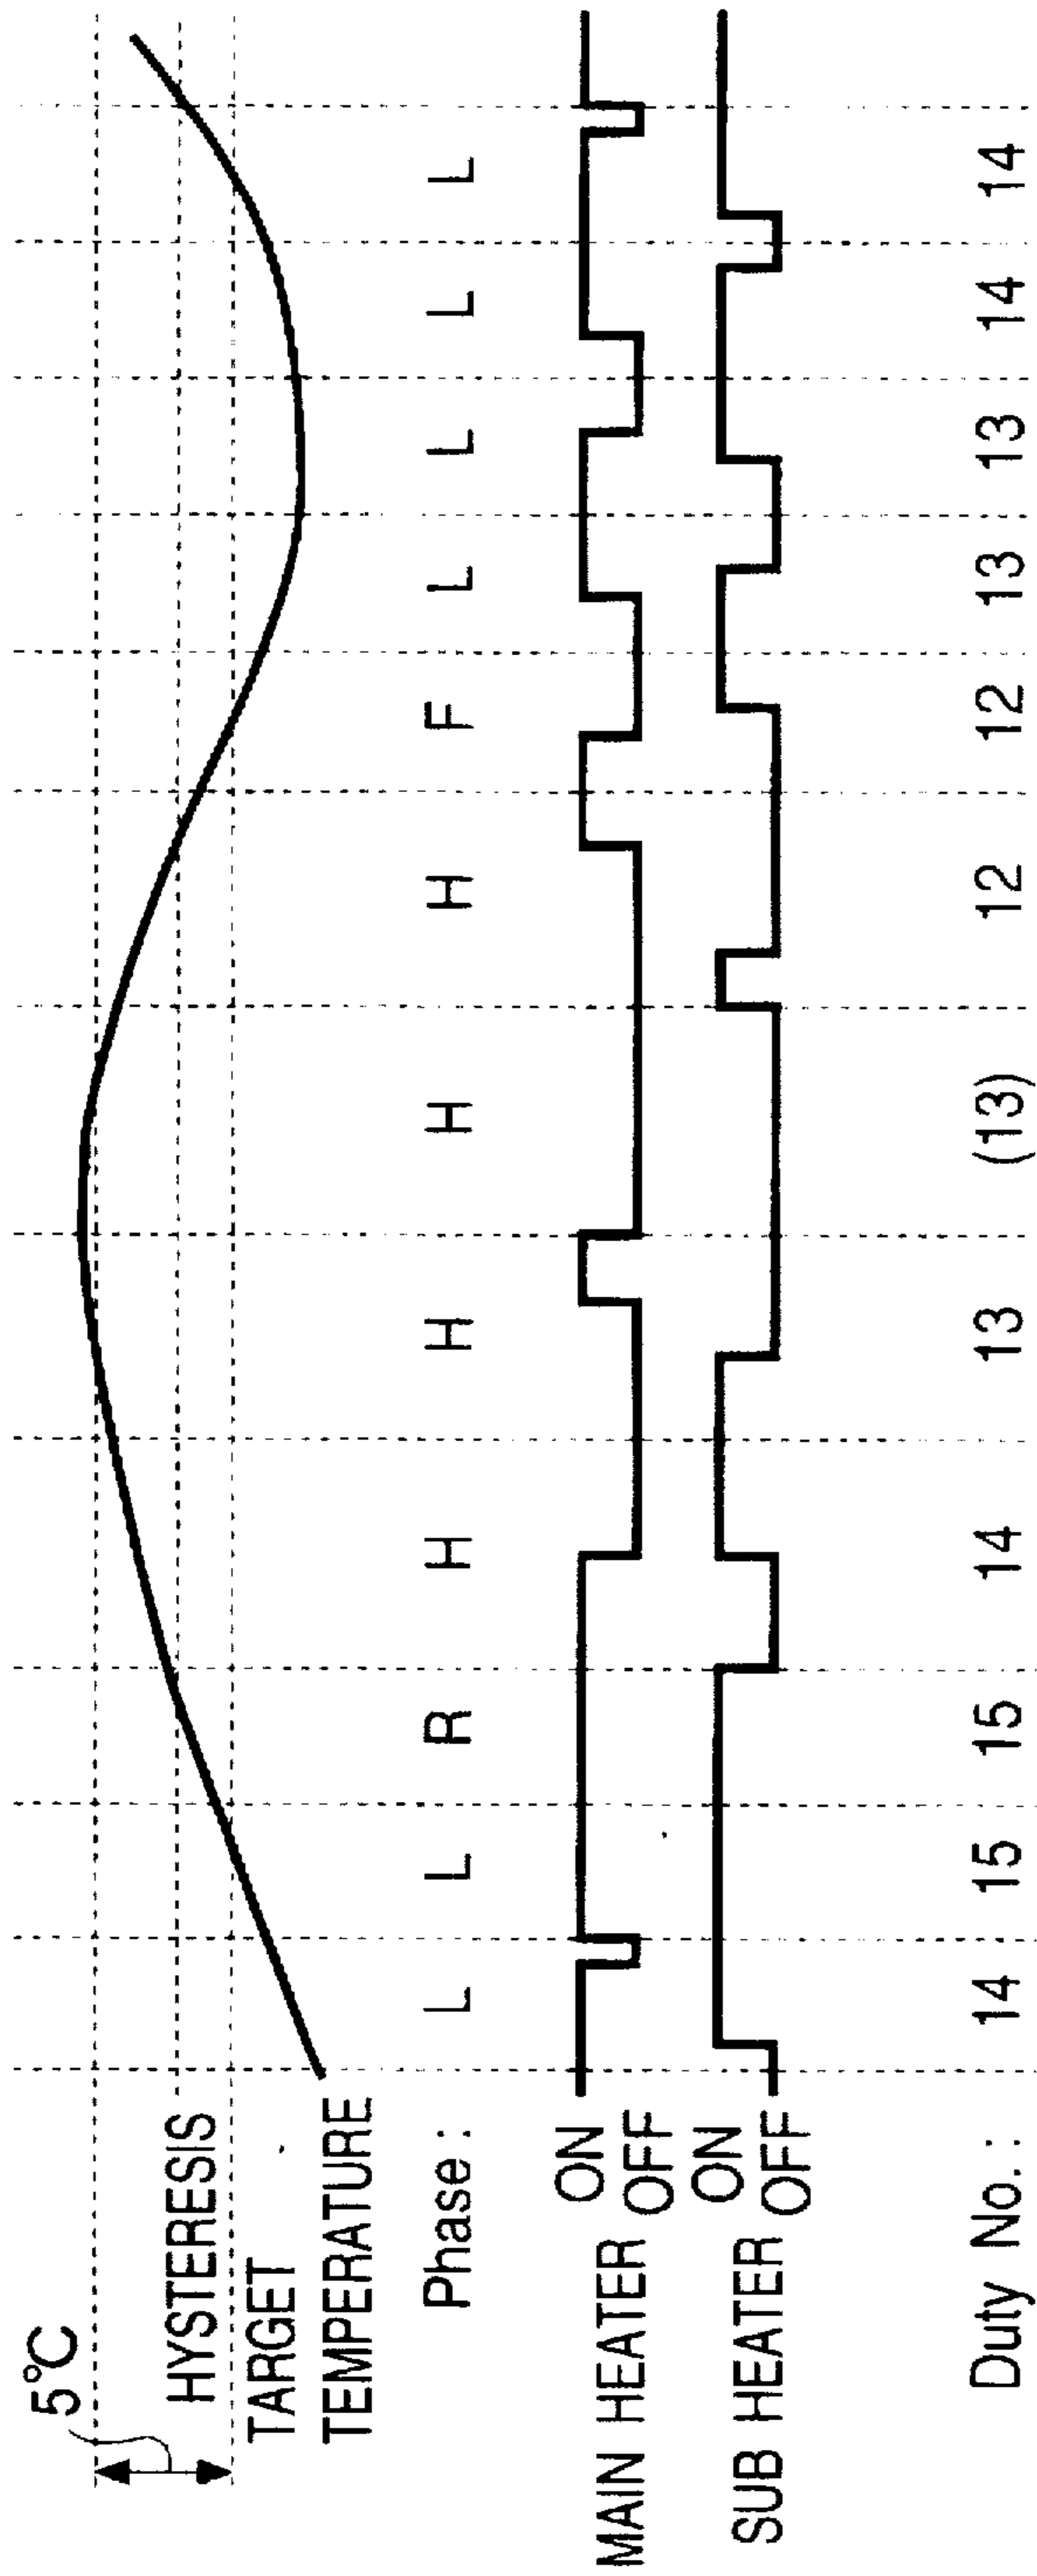 5°C
HYSTERESIS
TARGET
TEMPERATURE
Phase : L L R H H H H F L L L L
MAIN HEATER ON
OFF
SUB HEATER ON
OFF
Duty No. : 14 15 15 14 13 (13) 12 12 13 13 14 14